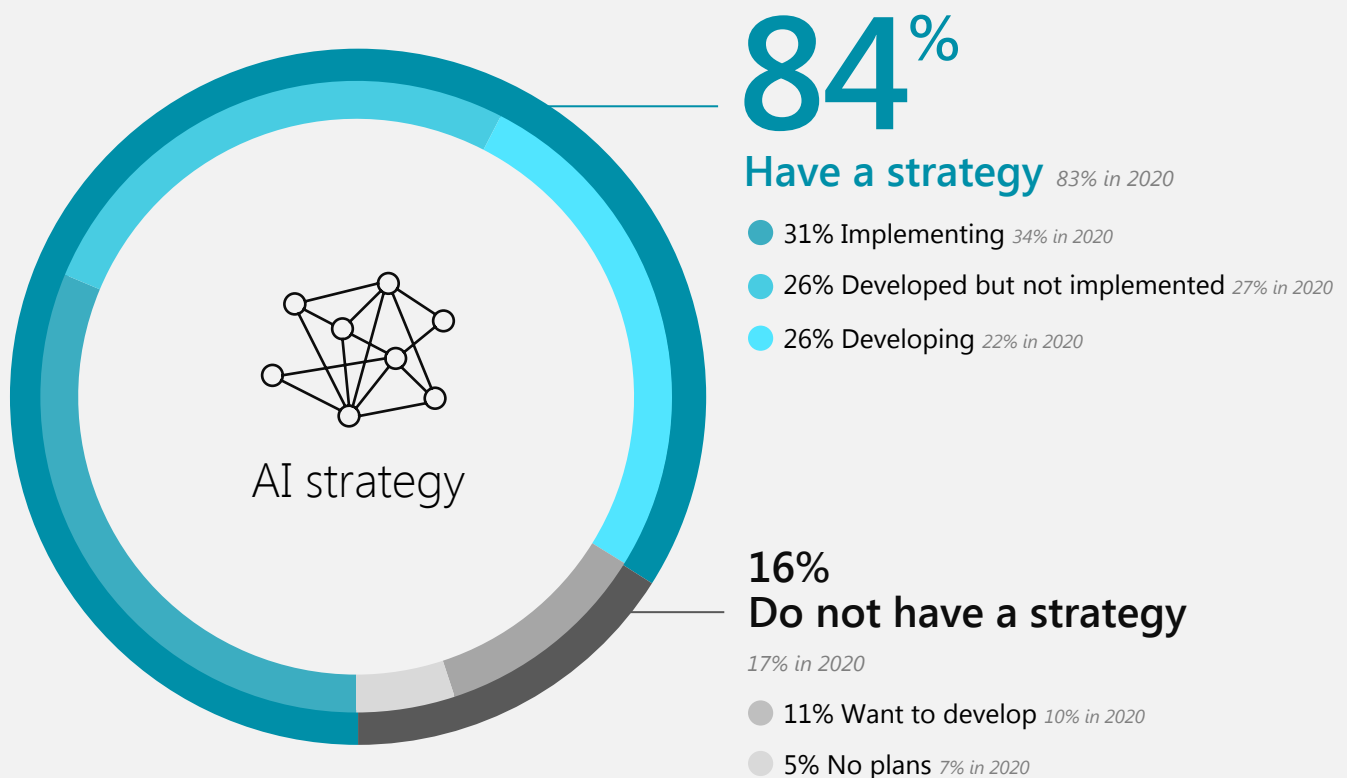 84%
Have a strategy 83% in 2020
31% Implementing 34% in 2020
26% Developed but not implemented 27% in 2020
26% Developing 22% in 2020
AI strategy
16%
Do not have a strategy
17% in 2020
11% Want to develop 10% in 2020
5% No plans 7% in 2020